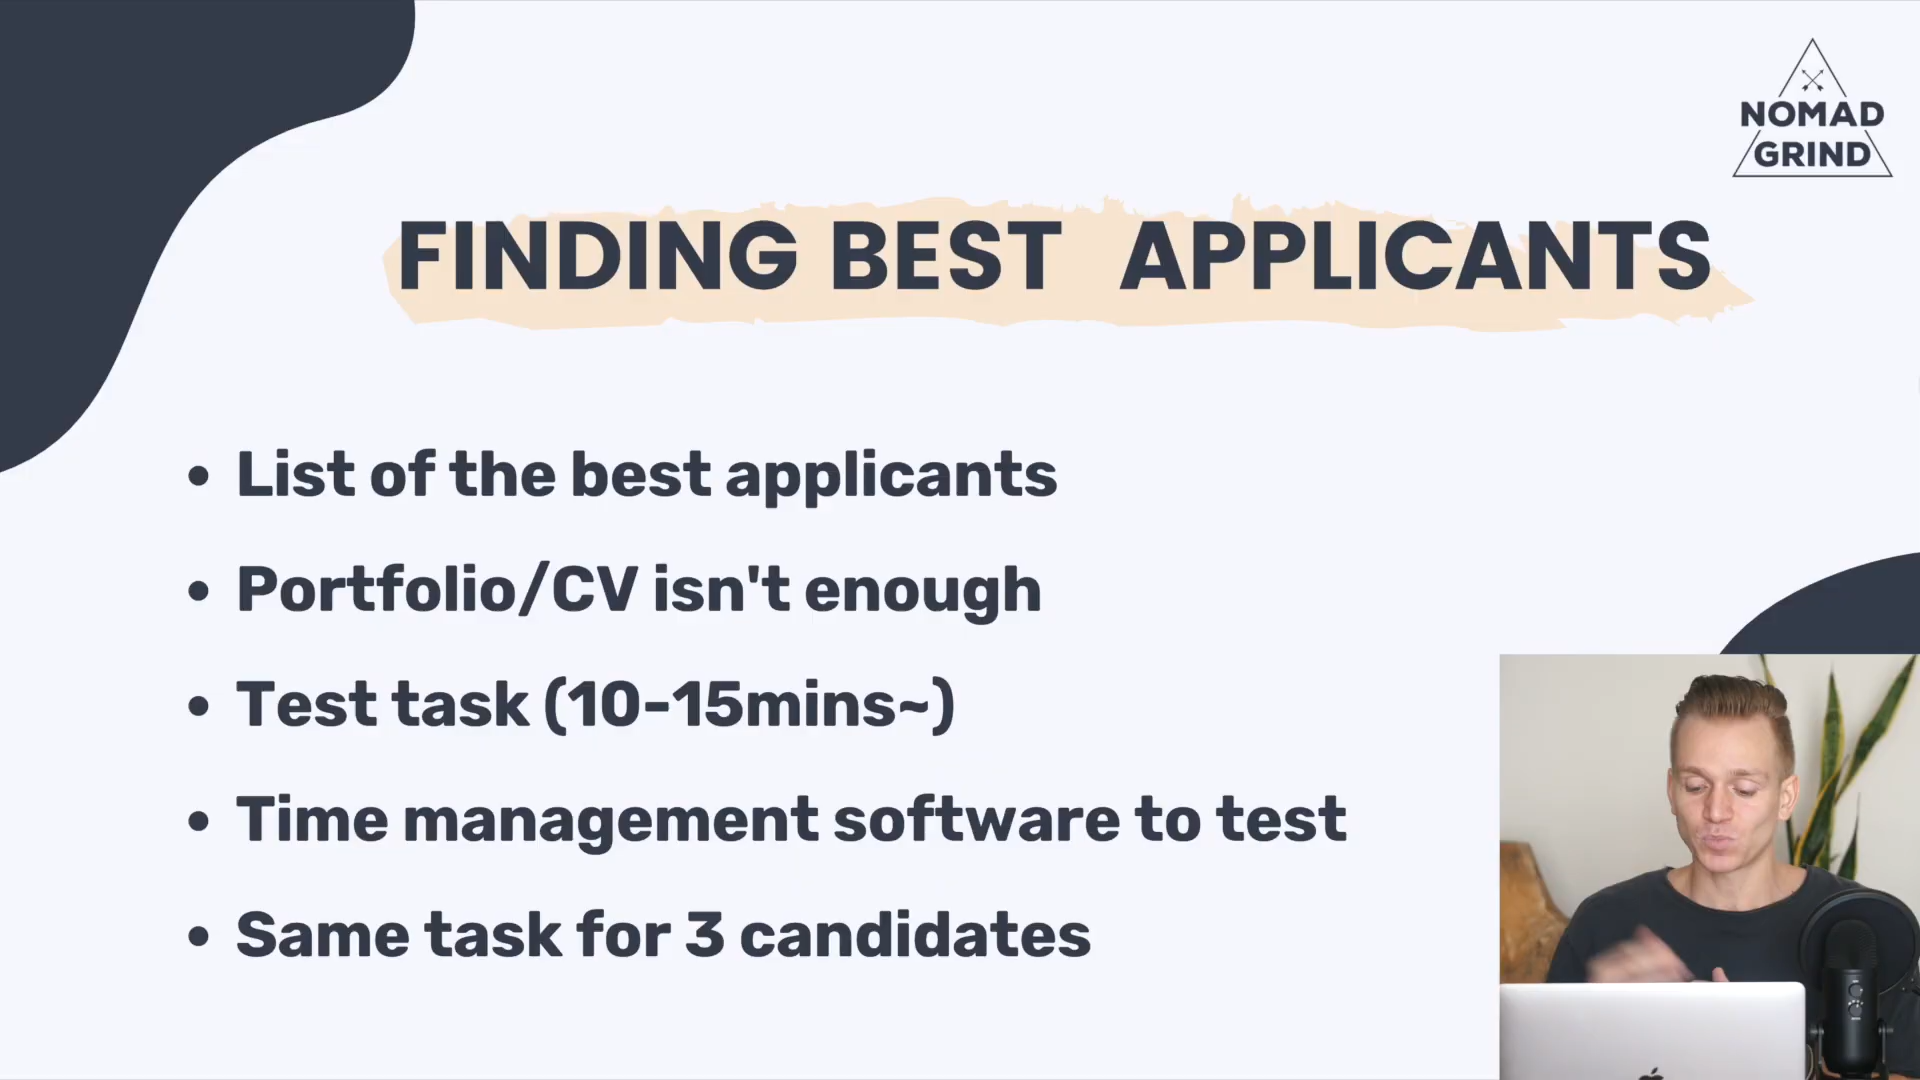 NOMAD
GRIND
FINDING BEST APPLICANTS
• List of the best applicants
• Portfolio/CV isn't enough
• Test task (10-15mins~)
• Time management software to test
• Same task for 3 candidates